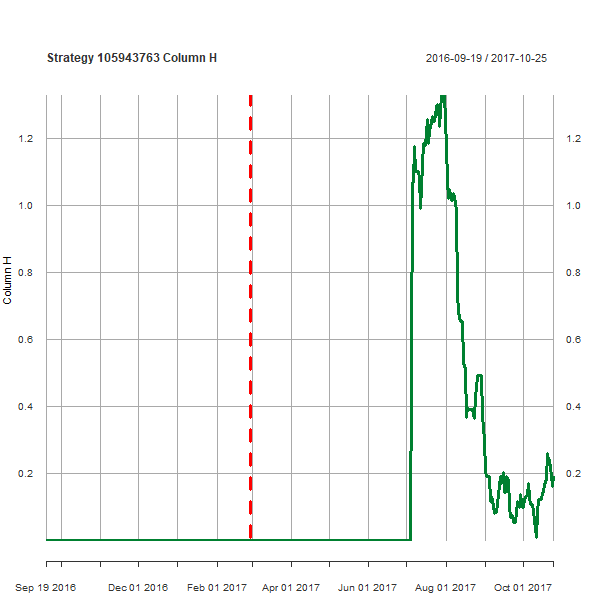 Strategy 105943763 Column H 2016-09-19 / 2017-10-25
1.2 1.2
1.0 1.0
0.8 0.8
Column H
0.6 0.6
0.4 0.4
0.2 0.2
Sep 19 2016 Dec 01 2016 Feb 01 2017 Apr 01 2017 Jun 01 2017 Aug 01 2017 Oct 01 2017